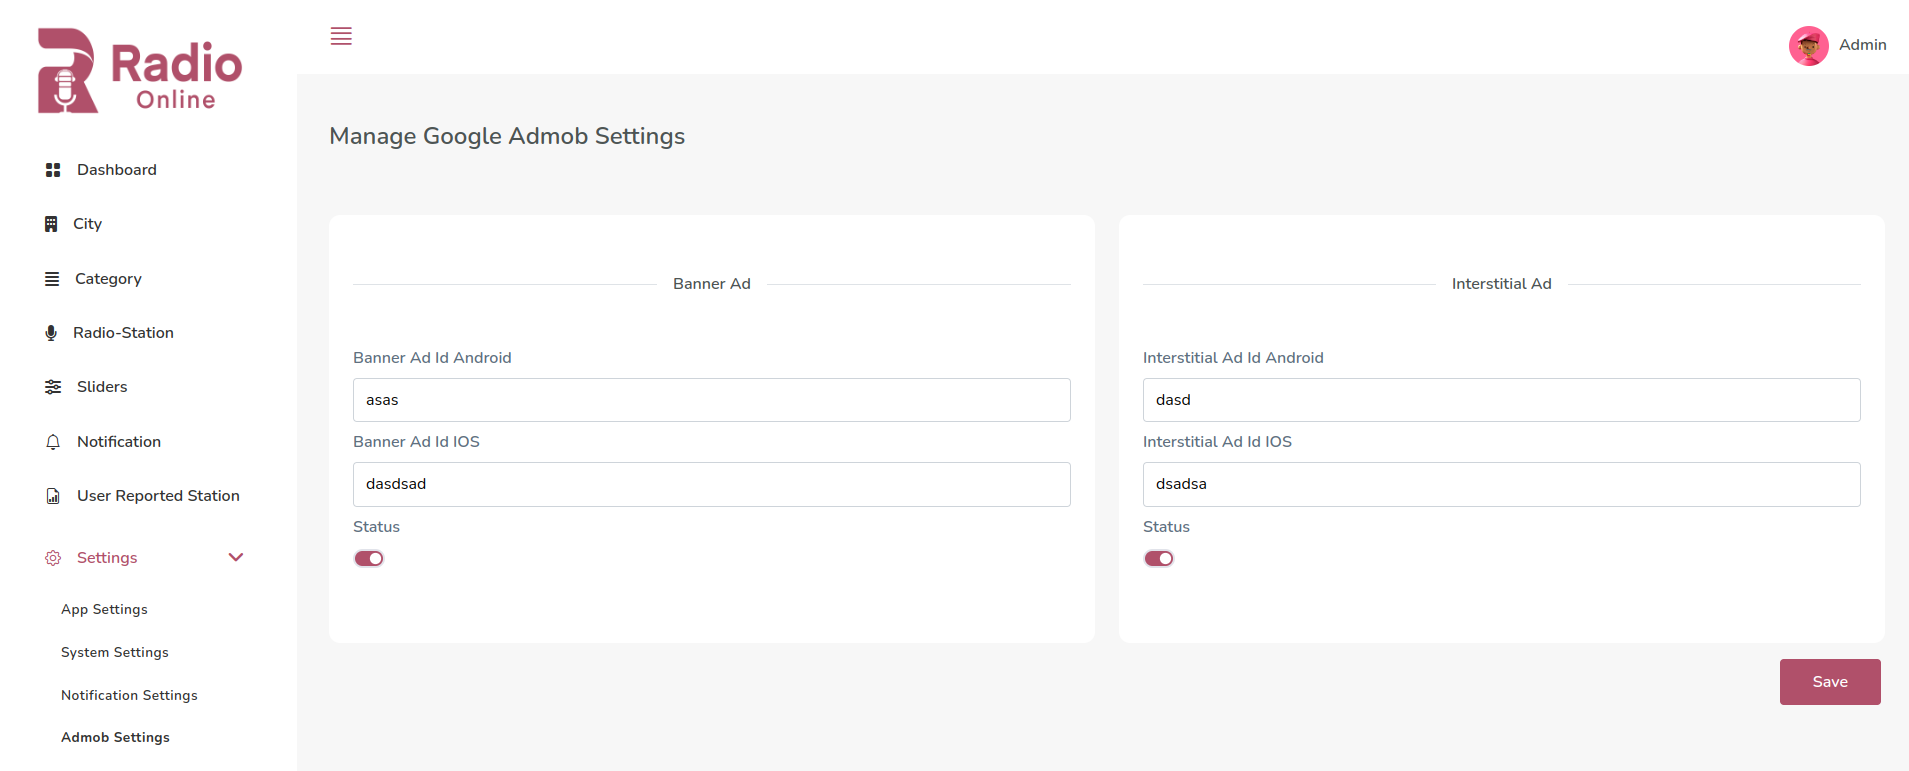 Radio
Online
Admin
Manage Google Admob Settings
Dashboard
City
Category
Radio-Station
Sliders
Notification
User Reported Station
Settings
App Settings
System Settings
Notification Settings
Admob Settings
Banner Ad
Banner Ad Id Android
asas
Banner Ad Id IOS
dasdsad
Status
Interstitial Ad
Interstitial Ad Id Android
dasd
Interstitial Ad Id IOS
dsadsa
Status
Save